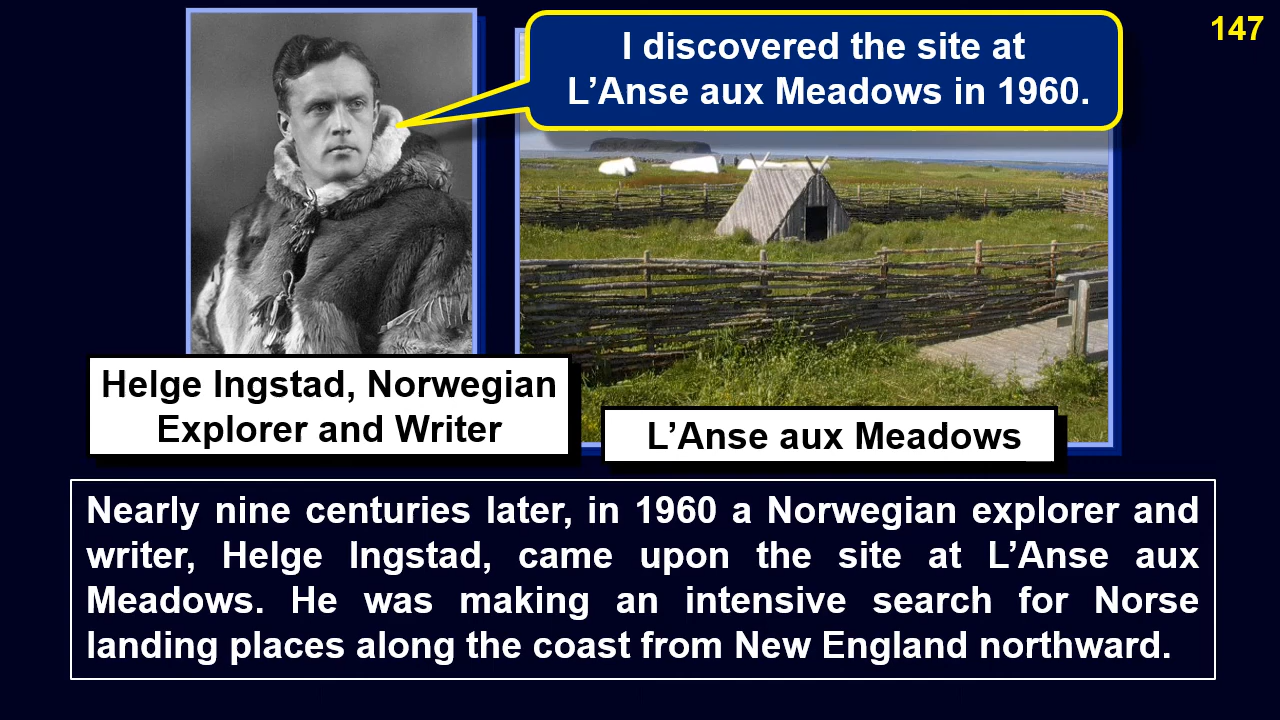 147
I discovered the site at
L’Anse aux Meadows in 1960.
Helge Ingstad, Norwegian
Explorer and Writer
L’Anse aux Meadows
Nearly nine centuries later, in 1960 a Norwegian explorer and
writer, Helge Ingstad, came upon the site at L’Anse aux
Meadows. He was making an intensive search for Norse
landing places along the coast from New England northward.